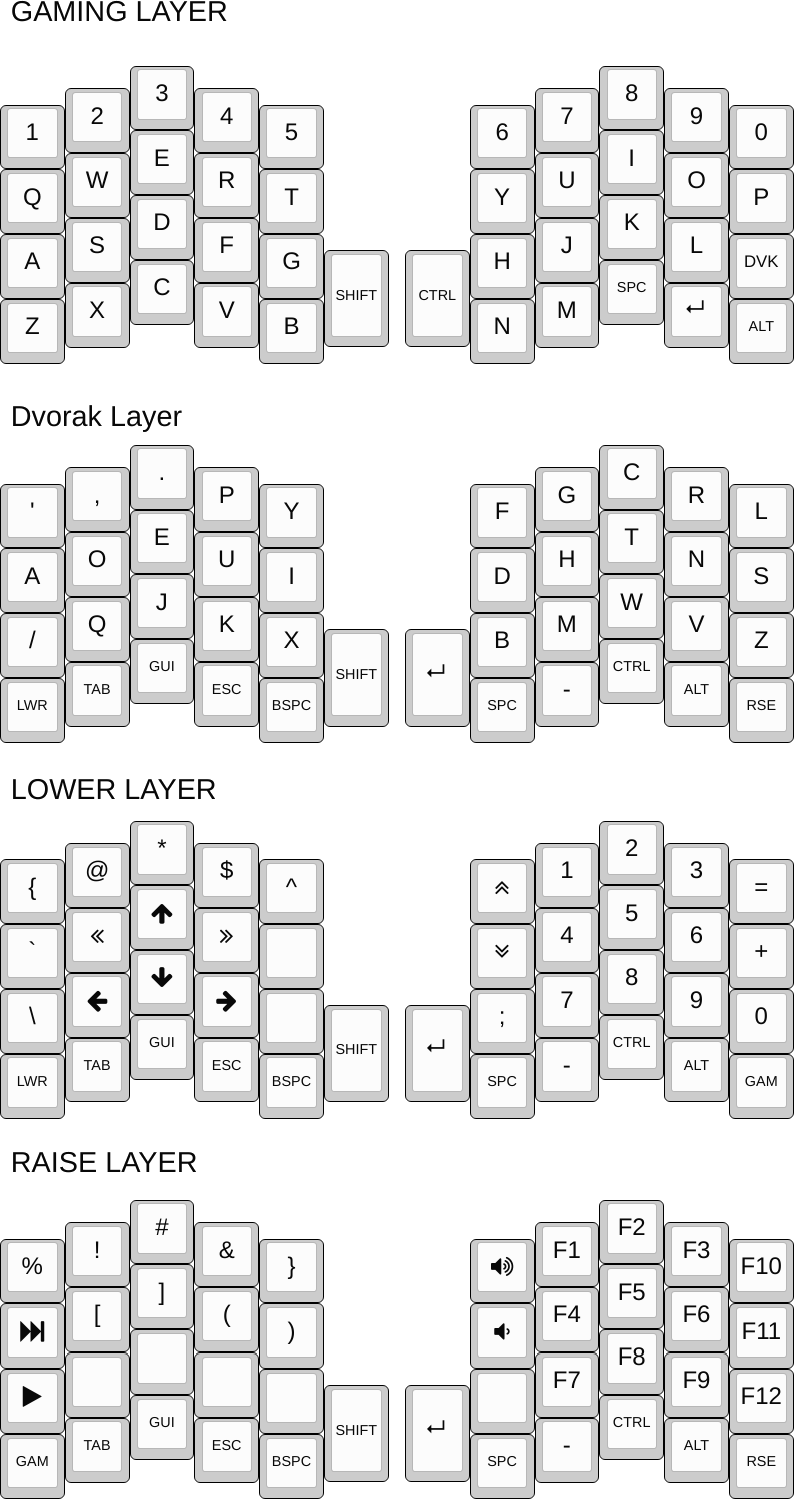 GAMING LAYER
1 2 3 4 5 6 7 8 9 0
Q W E R T Y U I O P
A S D F G H J K L DVK
Z X C V B SHIFT CTRL N M SPC ↵ ALT
Dvorak Layer
' , . P Y F G C R L
A O E U I D H T N S
/ Q J K X B M W V Z
LWR TAB GUI ESC BSPC SHIFT ↵ SPC - CTRL ALT RSE
LOWER LAYER
{ @ * $ ^ 1 2 3 =
` « » 4 5 6 +
\ ; 7 8 9 0
LWR TAB GUI ESC BSPC SHIFT ↵ SPC - CTRL ALT GAM
RAISE LAYER
% ! # & } F1 F2 F3 F10
[ ] ( ) F4 F5 F6 F11
F7 F8 F9 F12
GAM TAB GUI ESC BSPC SHIFT ↵ SPC - CTRL ALT RSE